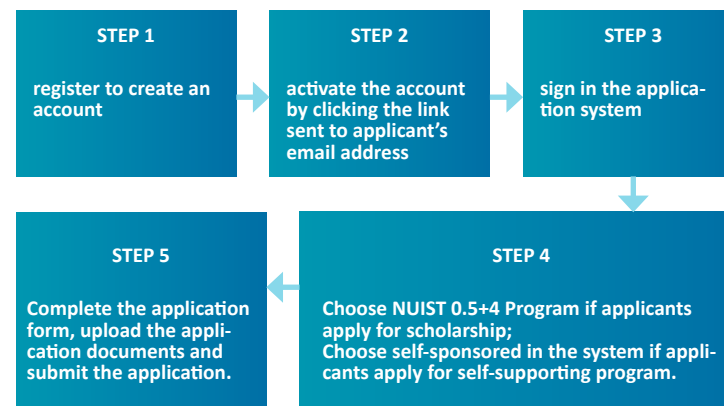 STEP 1
register to create an
account
STEP 2
activate the account
by clicking the link
sent to applicant’s
email address
STEP 3
sign in the applica-
tion system
STEP 4
Choose NUIST 0.5+4 Program if applicants
apply for scholarship;
Choose self-sponsored in the system if appli-
cants apply for self-supporting program.
STEP 5
Complete the application
form, upload the appli-
cation documents and
submit the application.